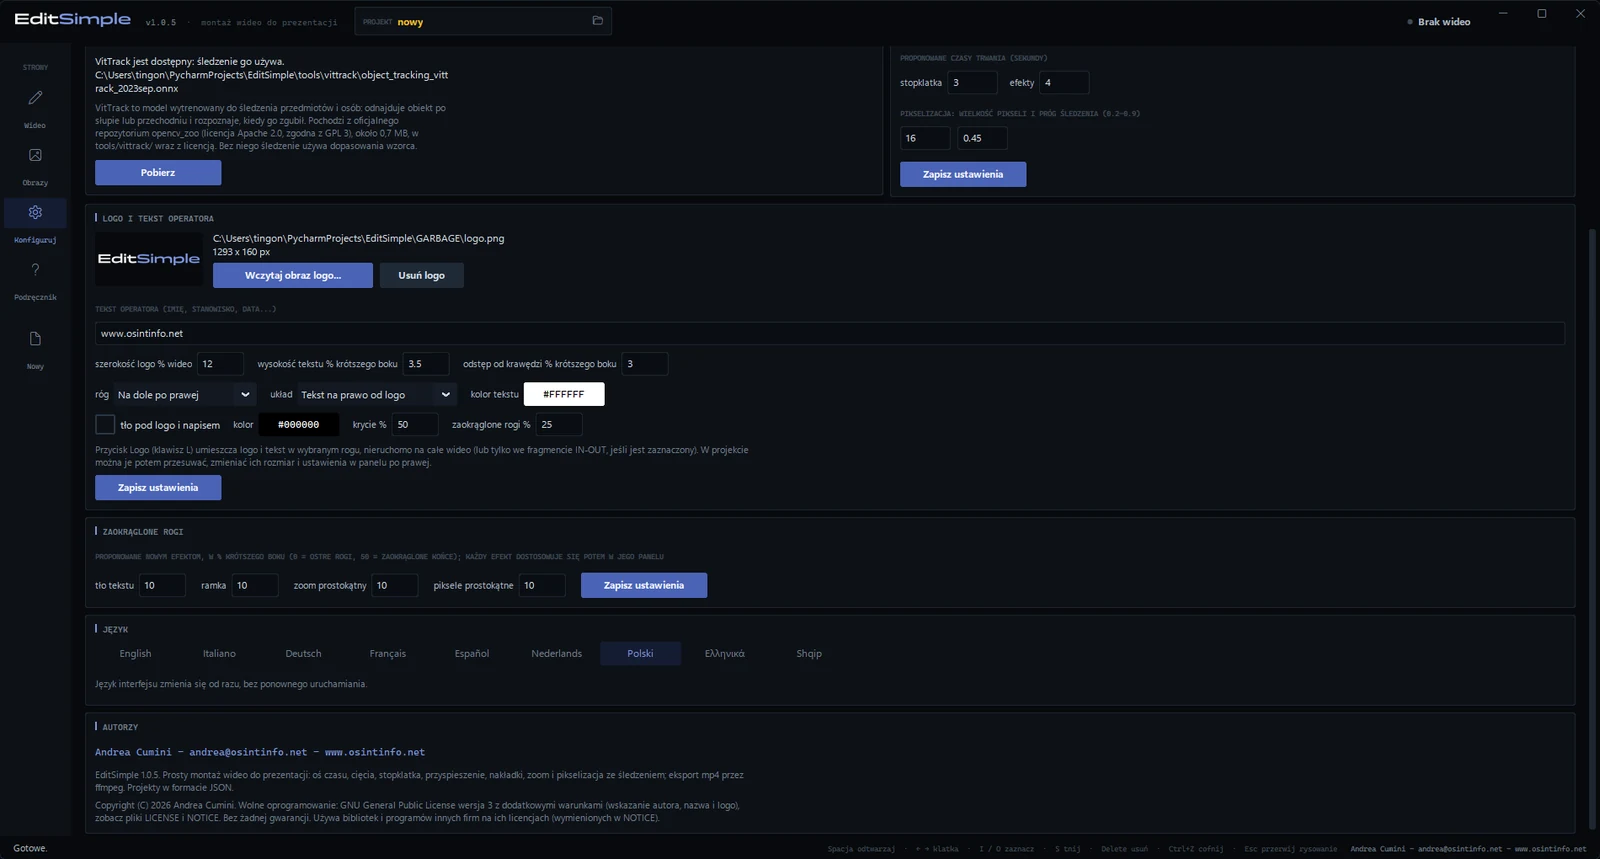 EditSimple v1.0.5 · montaż wideo do prezentacji PROJEKT nowy Brak wideo
STRONY
Wideo
Obrazy
Konfiguruj
Podręcznik
Nowy
VitTrack jest dostępny: śledzenie go używa.
C:\Users\tingon\PycharmProjects\EditSimple\tools\vittrack\object_tracking_vitt
rack_2023sep.onnx
VitTrack to model wytrenowany do śledzenia przedmiotów i osób: odnajduje obiekt po
słupie lub przechodniu i rozpoznaje, kiedy go zgubił. Pochodzi z oficjalnego
repozytorium opencv_zoo (licencja Apache 2.0, zgodna z GPL 3), około 0,7 MB, w
tools/vittrack/ wraz z licencją. Bez niego śledzenie używa dopasowania wzorca.
Pobierz
PROPONOWANE CZASY TRWANIA (SEKUNDY)
stopklatka 3 efekty 4
PIKSELIZACJA: WIELKOŚĆ PIKSELI I PRÓG ŚLEDZENIA (0.2-0.9)
16 0.45
Zapisz ustawienia
LOGO I TEKST OPERATORA
EditSimple
C:\Users\tingon\PycharmProjects\EditSimple\GARBAGE\logo.png
1293 x 160 px
Wczytaj obraz logo... Usuń logo
TEKST OPERATORA (IMIĘ, STANOWISKO, DATA...)
www.osintinfo.net
szerokość logo % wideo 12 wysokość tekstu % krótszego boku 3.5 odstęp od krawędzi % krótszego boku 3
róg Na dole po prawej układ Tekst na prawo od logo kolor tekstu #FFFFFF
tło pod logo i napisem kolor #000000 krycie % 50 zaokrąglone rogi % 25
Przycisk Logo (klawisz L) umieszcza logo i tekst w wybranym rogu, nieruchomo na całe wideo (lub tylko we fragmencie IN-OUT, jeśli jest zaznaczony). W projekcie
można je potem przesuwać, zmieniać ich rozmiar i ustawienia w panelu po prawej.
Zapisz ustawienia
ZAOKRĄGLONE ROGI
PROPONOWANE NOWYM EFEKTOM, W % KRÓTSZEGO BOKU (0 = OSTRE ROGI, 50 = ZAOKRĄGLONE KOŃCE); KAŻDY EFEKT DOSTOSOWUJE SIĘ POTEM W JEGO PANELU
tło tekstu 10 ramka 10 zoom prostokątny 10 piksele prostokątne 10 Zapisz ustawienia
JĘZYK
English Italiano Deutsch Français Español Nederlands Polski Ελληνικά Shqip
Język interfejsu zmienia się od razu, bez ponownego uruchamiania.
AUTORZY
Andrea Cumini – andrea@osintinfo.net – www.osintinfo.net
EditSimple 1.0.5. Prosty montaż wideo do prezentacji: oś czasu, cięcia, stopklatka, przyspieszenie, nakładki, zoom i pikselizacja ze śledzeniem; eksport mp4 przez
ffmpeg. Projekty w formacie JSON.
Copyright (C) 2026 Andrea Cumini. Wolne oprogramowanie: GNU General Public License wersja 3 z dodatkowymi warunkami (wskazanie autora, nazwa i logo),
zobacz pliki LICENSE i NOTICE. Bez żadnej gwarancji. Używa bibliotek i programów innych firm na ich licencjach (wymienionych w NOTICE).
Gotowe. Spacja odtwarzaj · ← → klatka · I / O zaznacz · S tnij · Delete usuń · Ctrl+Z cofnij · Esc przerwij rysowanie Andrea Cumini – andrea@osintinfo.net – www.osintinfo.net